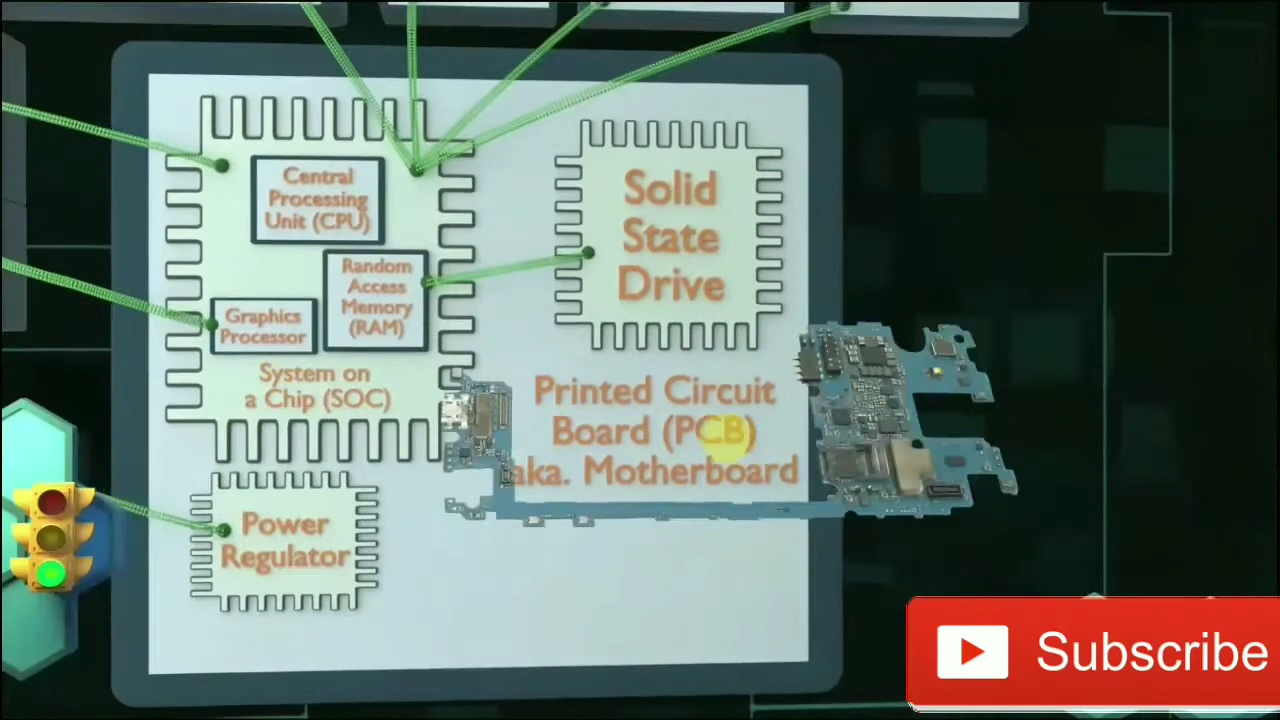 Central
Processing
Unit (CPU)
Random
Access
Memory
(RAM)
Graphics
Processor
System on
a Chip (SOC)
Solid
State
Drive
Printed Circuit
Board (PCB)
aka. Motherboard
Power
Regulator
Subscribe